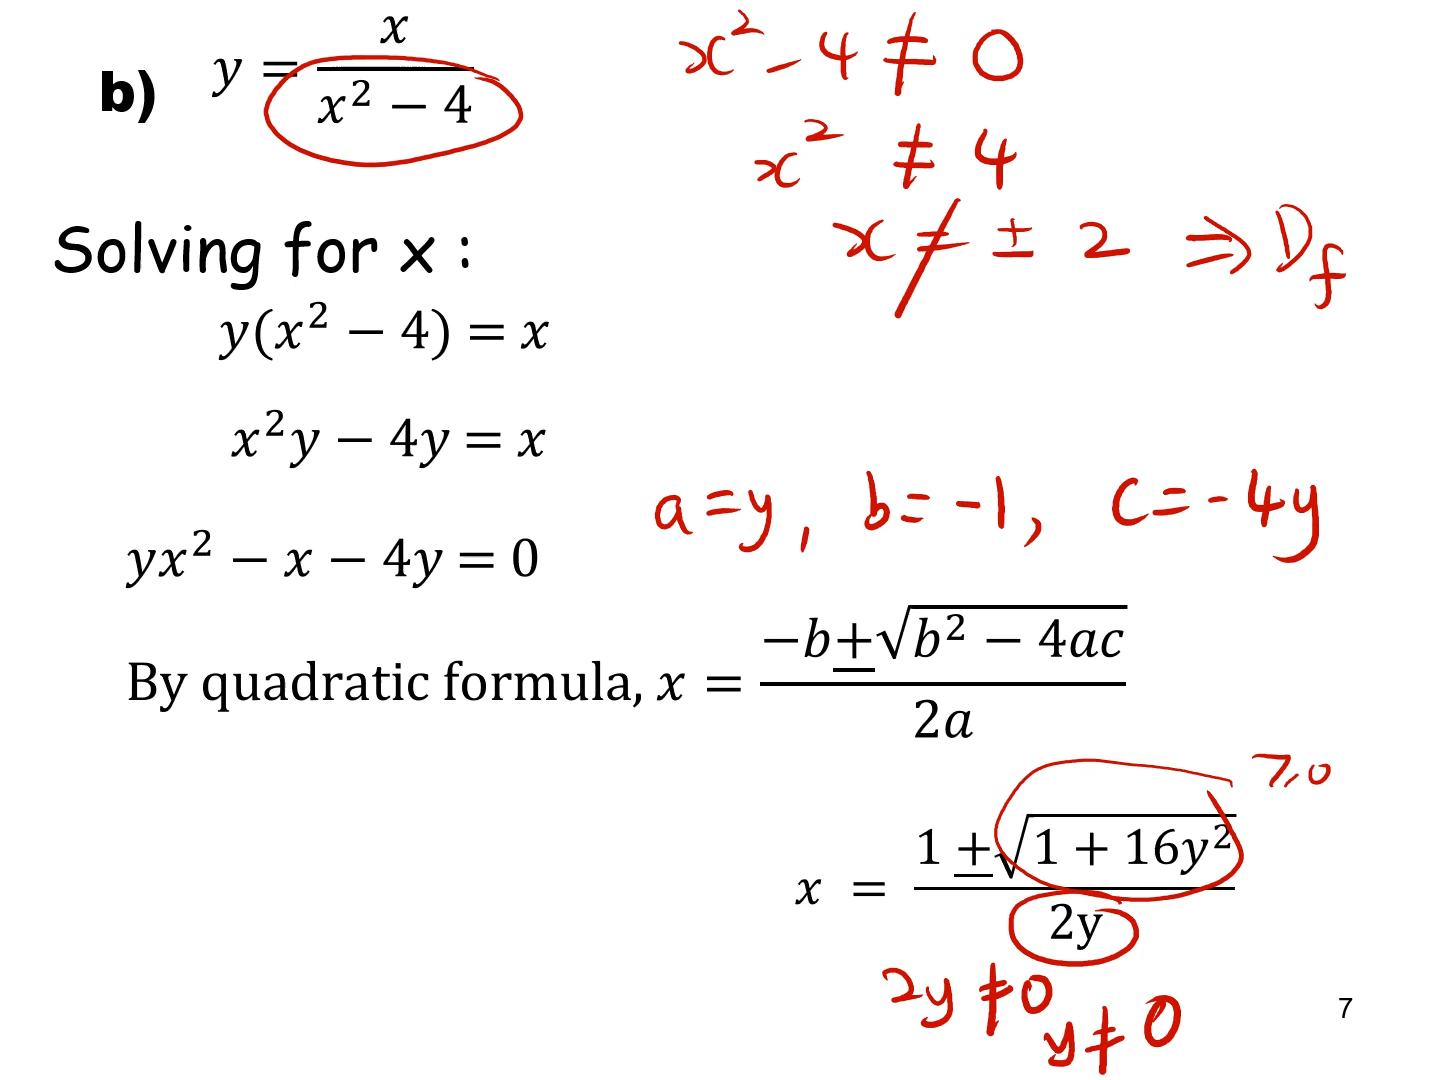 b) y = x / (x² − 4)
x² − 4 ≠ 0
x² ≠ 4
x ≠ ± 2 ⇒ D_f
Solving for x :
y(x² − 4) = x
x²y − 4y = x
a = y, b = -1, c = -4y
yx² − x − 4y = 0
By quadratic formula, x = (−b ± √(b² − 4ac)) / 2a
⩾ 0
x = (1 ± √(1 + 16y²)) / 2y
2y ≠ 0
y ≠ 0
7